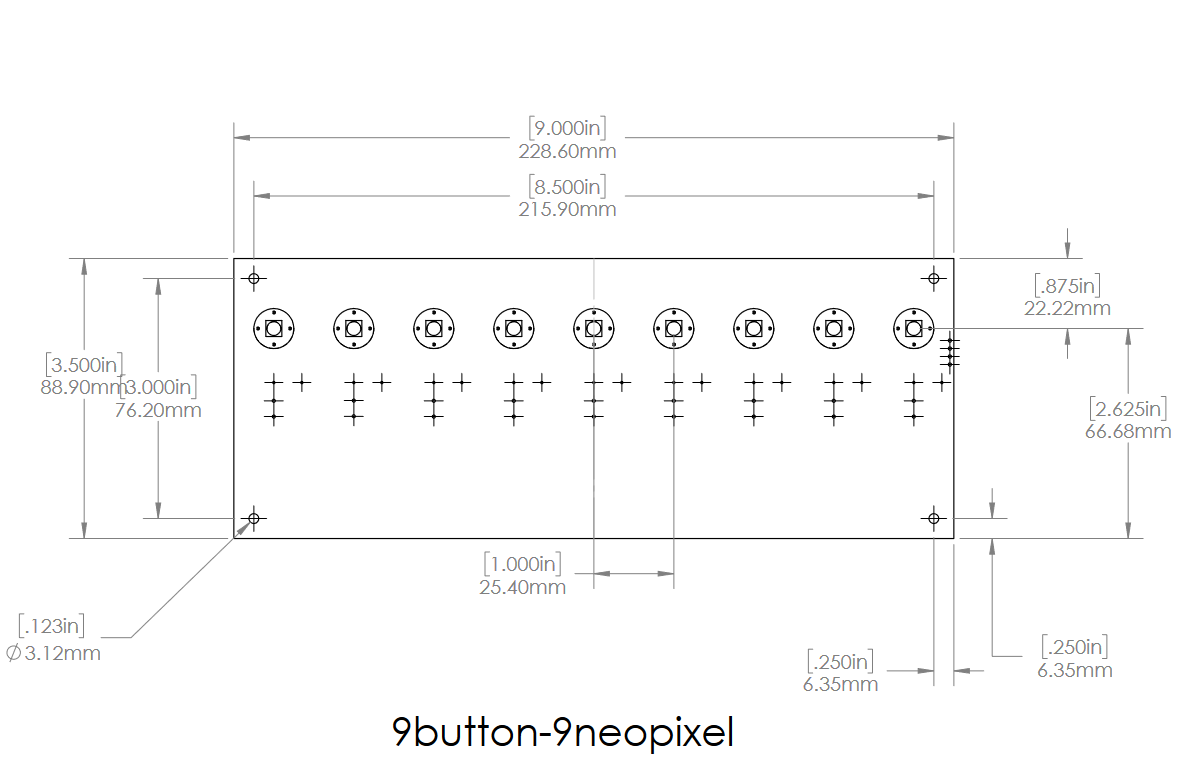 [9.000in]
228.60mm
[8.500in]
215.90mm
[.875in]
22.22mm
[3.500in]
88.90mm
[3.000in]
76.20mm
[2.625in]
66.68mm
[1.000in]
25.40mm
[.123in]
∅3.12mm
[.250in]
6.35mm
[.250in]
6.35mm
9button-9neopixel